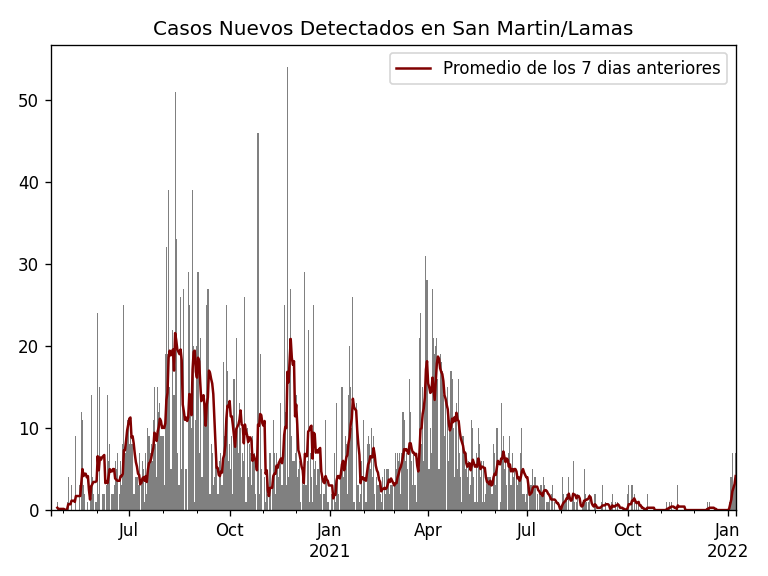 Casos Nuevos Detectados en San Martin/Lamas
Promedio de los 7 dias anteriores
50
40
30
20
10
0
Jul
Oct
Jan
2021
Apr
Jul
Oct
Jan
2022